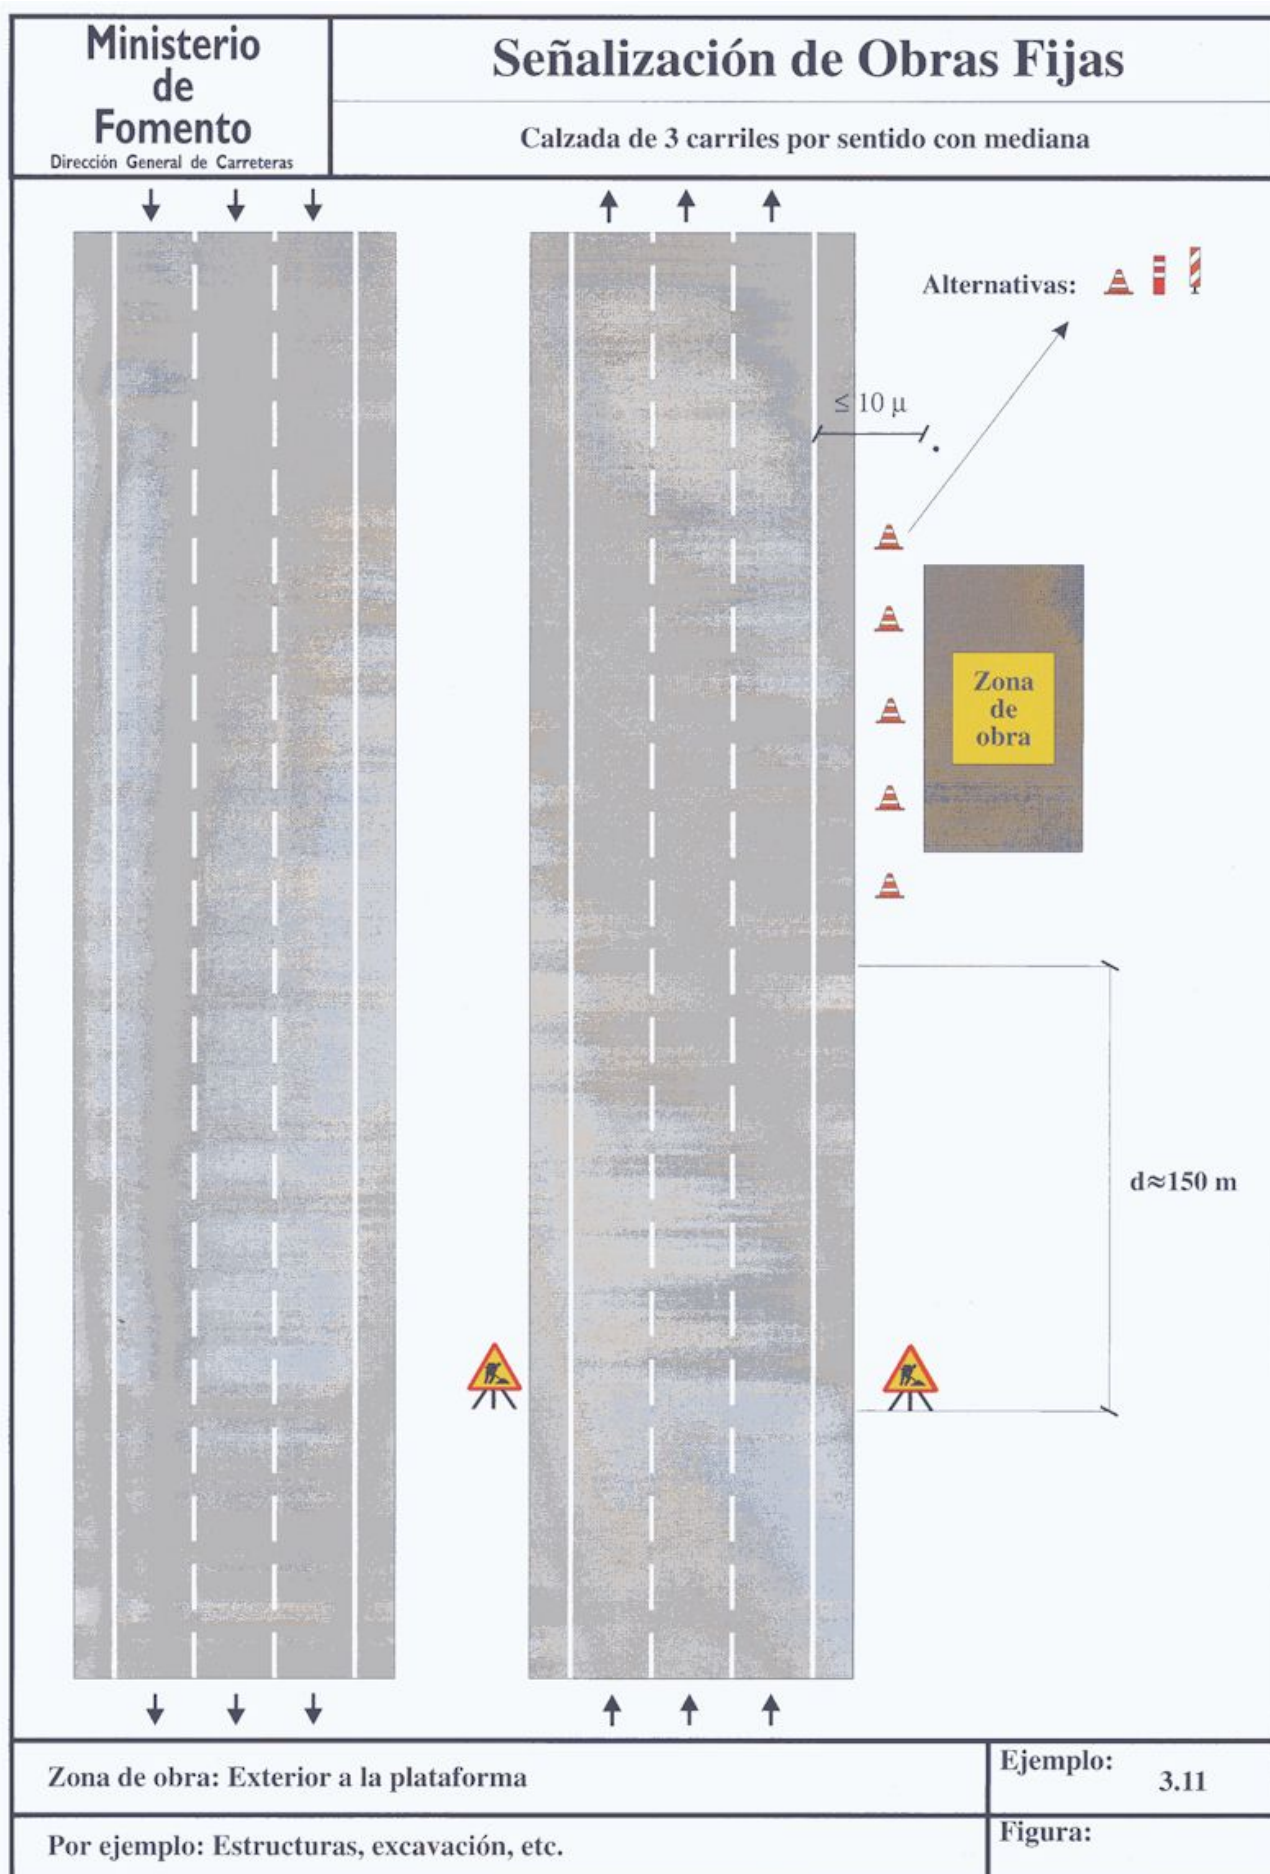 Ministerio
de
Fomento
Dirección General de Carreteras
Señalización de Obras Fijas
Calzada de 3 carriles por sentido con mediana
Alternativas:
≤ 10 μ
Zona
de
obra
d≈150 m
Zona de obra: Exterior a la plataforma
Ejemplo: 3.11
Por ejemplo: Estructuras, excavación, etc.
Figura: